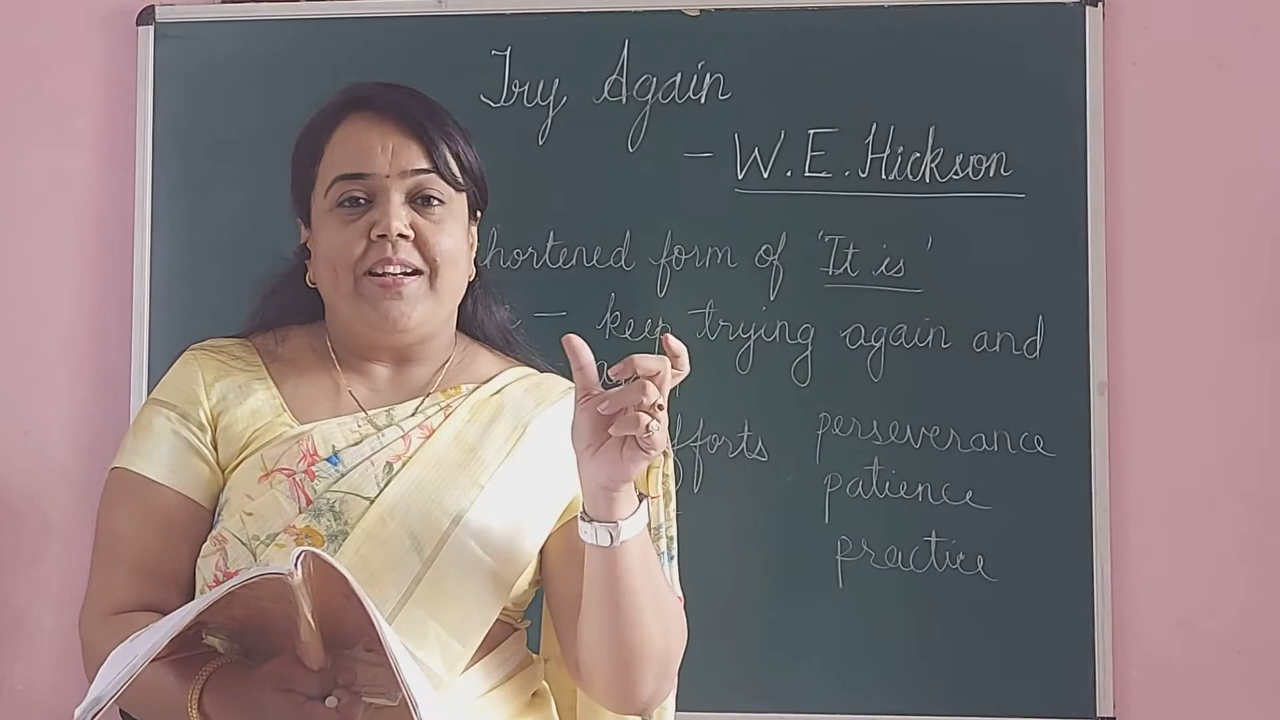 Try Again
- W.E. Hickson
hortened form of 'It is'
- keep trying again and
fforts perseverance
patience
practice